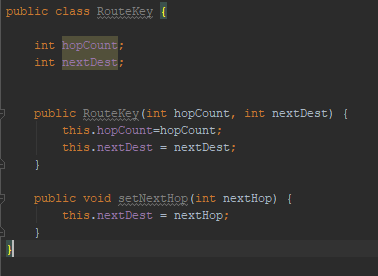 public class RouteKey {
int hopCount;
int nextDest;
public RouteKey(int hopCount, int nextDest) {
this.hopCount=hopCount;
this.nextDest = nextDest;
}
public void setNextHop(int nextHop) {
this.nextDest = nextHop;
}
}